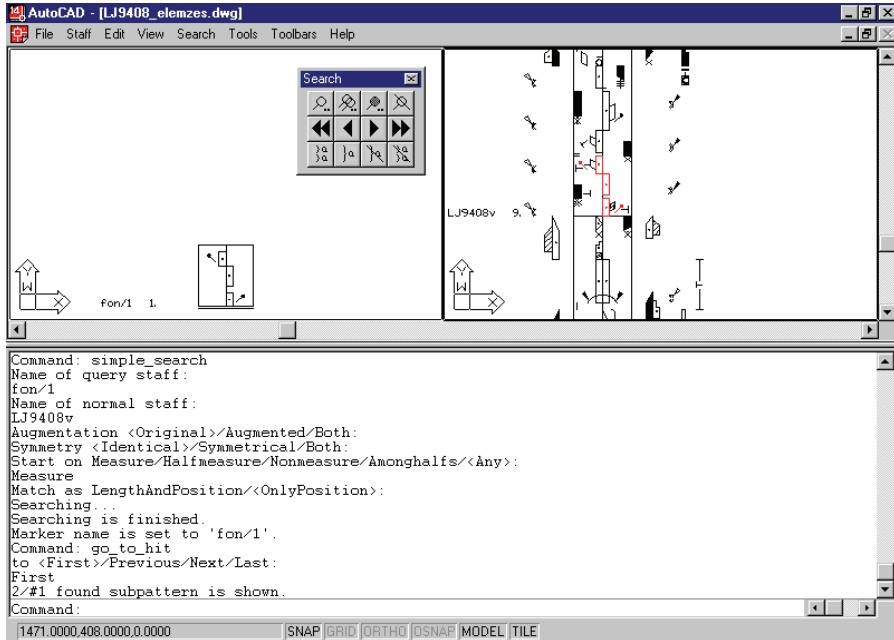 AutoCAD - [LJ9408_elemzes.dwg]
File Staff Edit View Search Tools Toolbars Help
Search
LJ9408v 9.
W
X
fon/1 1.
W
X
Command: simple_search
Name of query staff:
fon/1
Name of normal staff:
LJ9408v
Augmentation <Original>/Augmented/Both:
Symmetry <Identical>/Symmetrical/Both:
Start on Measure/Halfmeasure/Nonmeasure/Amonghalfs/<Any>:
Measure
Match as LengthAndPosition/<OnlyPosition>:
Searching...
Searching is finished.
Marker name is set to 'fon/1'.
Command: go_to_hit
to <First>/Previous/Next/Last:
First
2/#1 found subpattern is shown.
Command:
1471.0000,408.0000,0.0000 SNAP GRID ORTHO OSNAP MODEL TILE